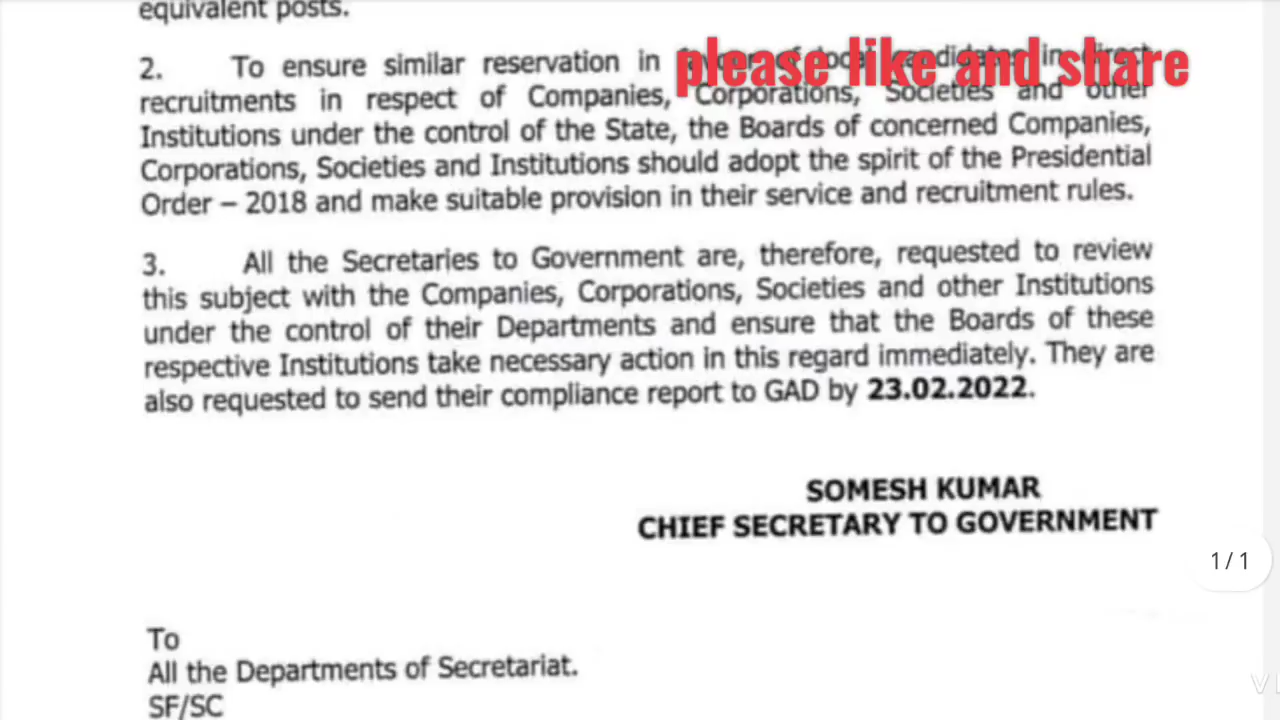 equivalent posts.
please like and share
2. To ensure similar reservation in favour of local candidates in direct
recruitments in respect of Companies, Corporations, Societies and other
Institutions under the control of the State, the Boards of concerned Companies,
Corporations, Societies and Institutions should adopt the spirit of the Presidential
Order – 2018 and make suitable provision in their service and recruitment rules.
3. All the Secretaries to Government are, therefore, requested to review
this subject with the Companies, Corporations, Societies and other Institutions
under the control of their Departments and ensure that the Boards of these
respective Institutions take necessary action in this regard immediately. They are
also requested to send their compliance report to GAD by 23.02.2022.
SOMESH KUMAR
CHIEF SECRETARY TO GOVERNMENT
1/1
To
All the Departments of Secretariat.
SF/SC